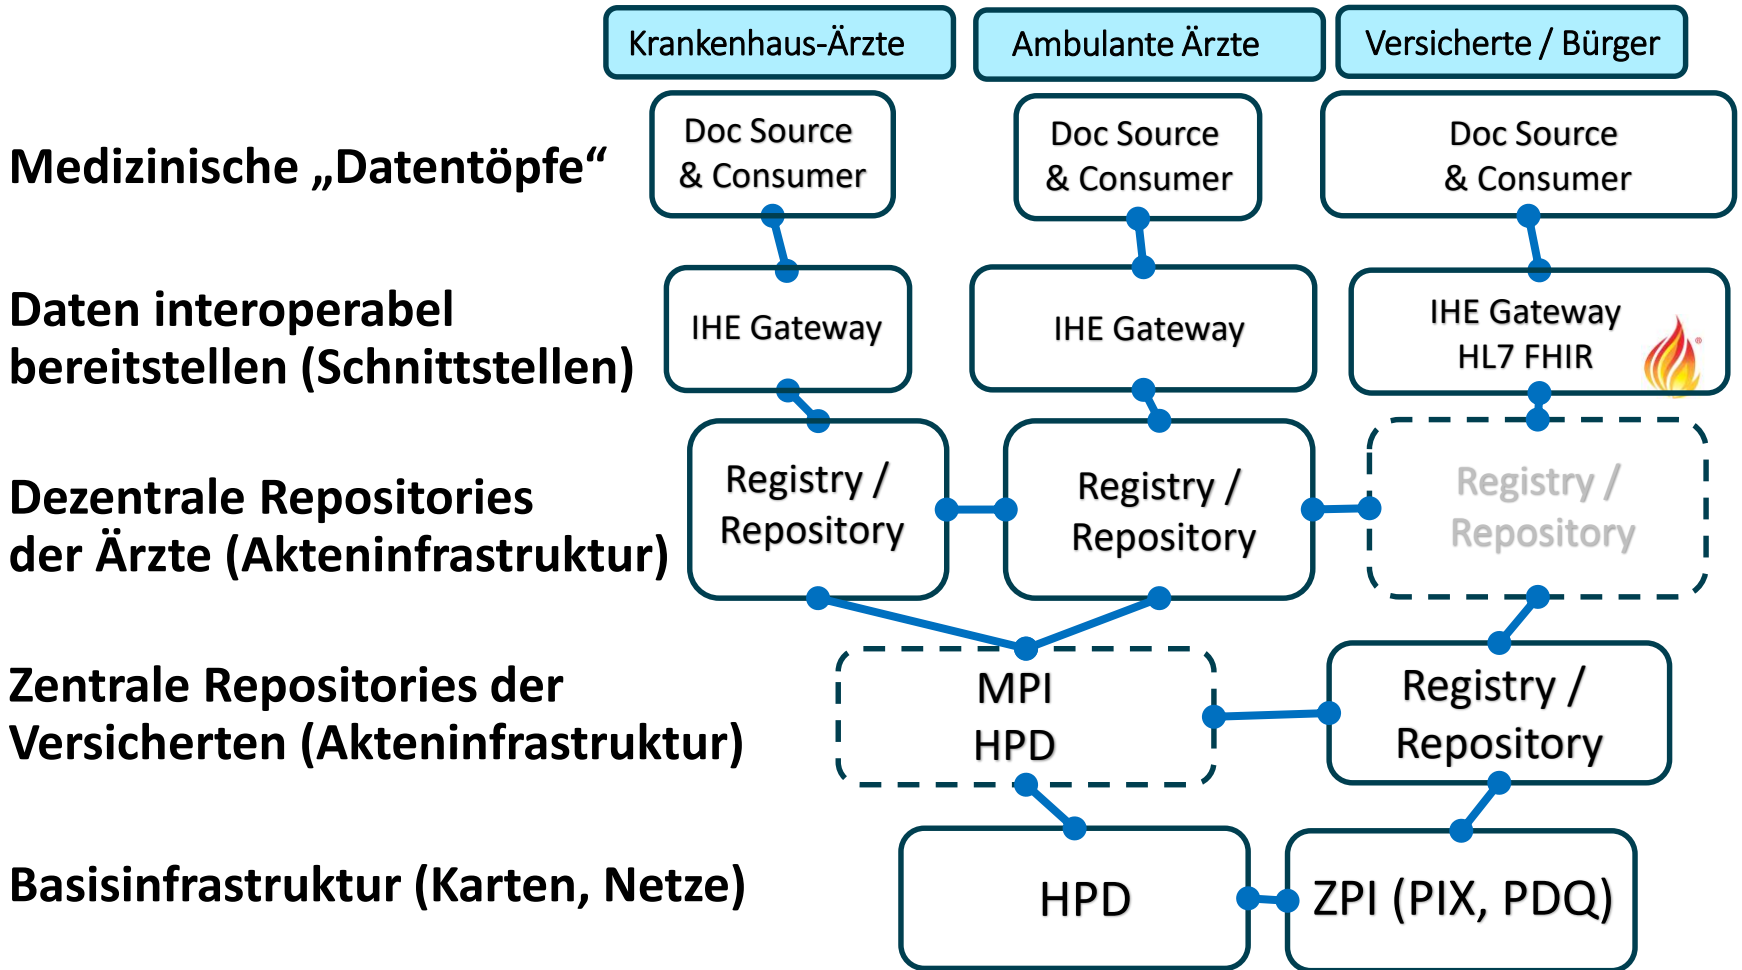 Krankenhaus-Ärzte
Ambulante Ärzte
Versicherte / Bürger
Medizinische „Datentöpfe“
Doc Source
& Consumer
Doc Source
& Consumer
Doc Source
& Consumer
Daten interoperabel
bereitstellen (Schnittstellen)
IHE Gateway
IHE Gateway
IHE Gateway
HL7 FHIR
®
Dezentrale Repositories
der Ärzte (Akteninfrastruktur)
Registry /
Repository
Registry /
Repository
Registry /
Repository
Zentrale Repositories der
Versicherten (Akteninfrastruktur)
MPI
HPD
Registry /
Repository
Basisinfrastruktur (Karten, Netze)
HPD
ZPI (PIX, PDQ)